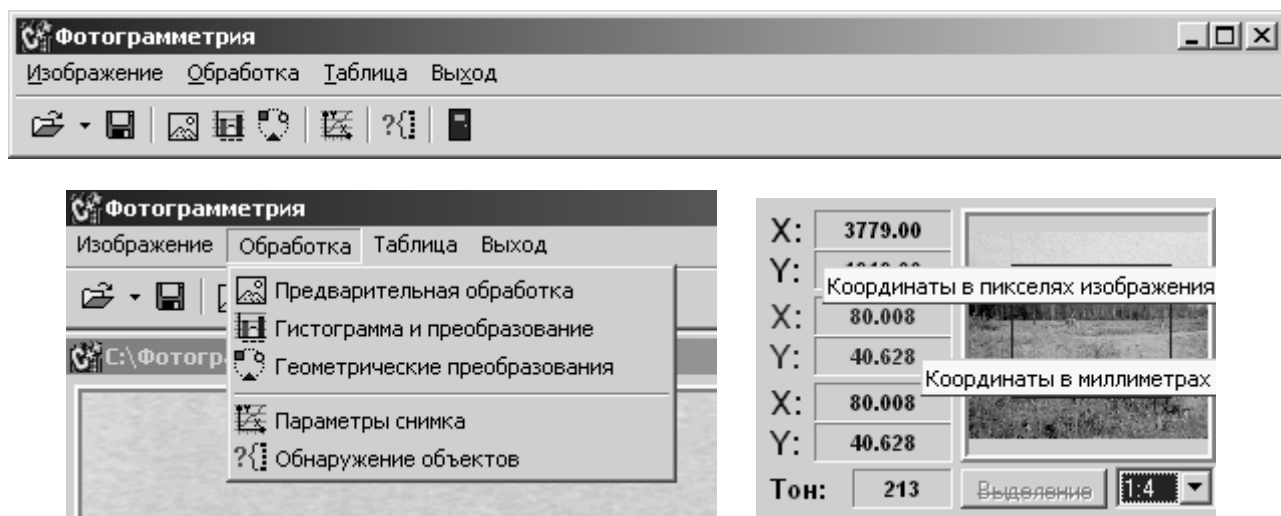 Фотограмметрия
Изображение Обработка Таблица Выход
?{
Фотограмметрия
Изображение Обработка Таблица Выход
C:\Фотогр
Предварительная обработка
Гистограмма и преобразование
Геометрические преобразования
Параметры снимка
?{ Обнаружение объектов
X: 3779.00
Y:
Координаты в пикселях изображения
X: 80.008
Y: 40.628
Координаты в миллиметрах
X: 80.008
Y: 40.628
Тон: 213 Выделение 1:4